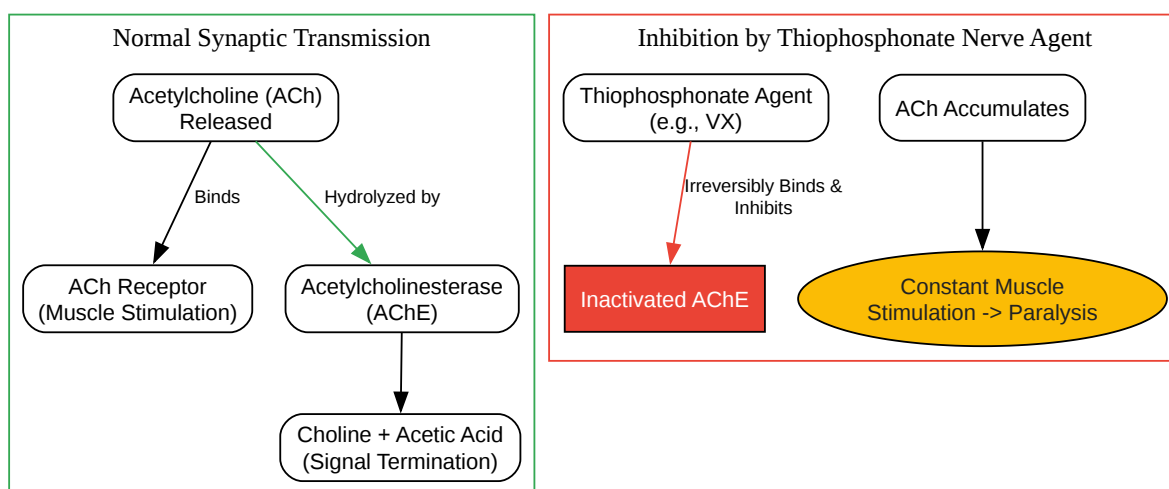 Normal Synaptic Transmission
Acetylcholine (ACh)
Released
Binds
Hydrolyzed by
ACh Receptor
(Muscle Stimulation)
Acetylcholinesterase
(AChE)
Choline + Acetic Acid
(Signal Termination)
Inhibition by Thiophosphonate Nerve Agent
Thiophosphonate Agent
(e.g., VX)
ACh Accumulates
Irreversibly Binds &
Inhibits
Inactivated AChE
Constant Muscle
Stimulation -> Paralysis